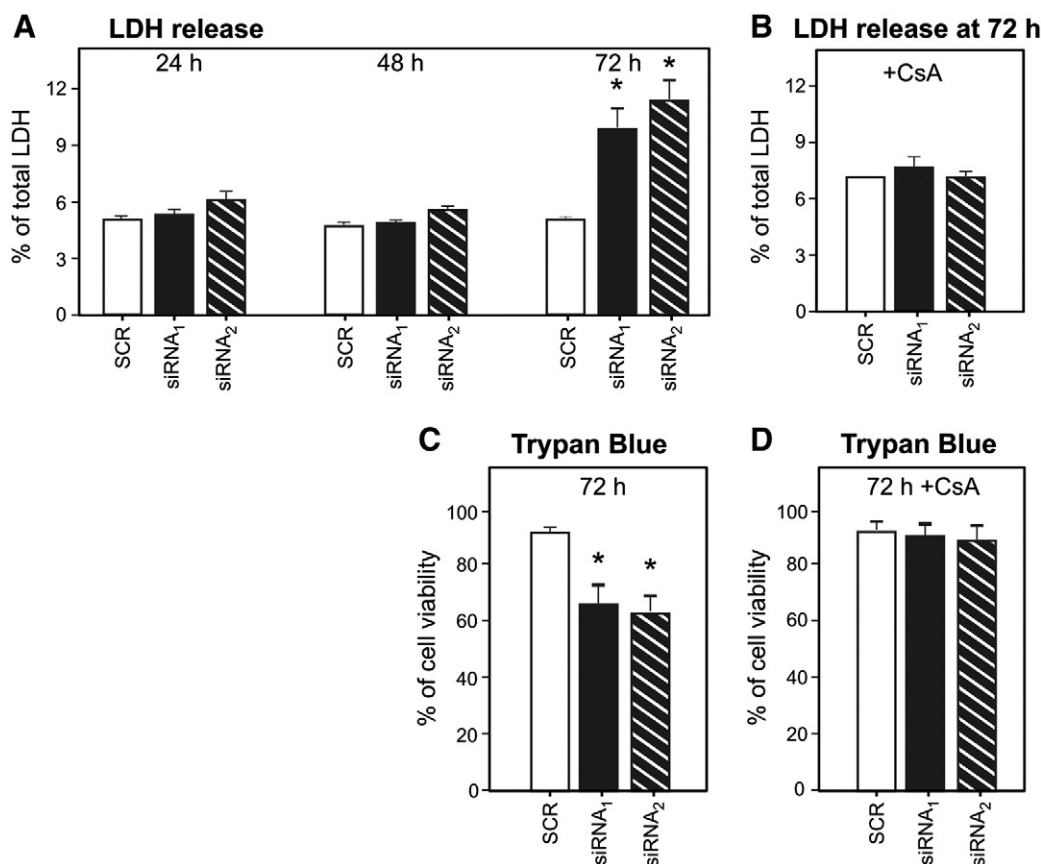 A LDH release
24 h 48 h 72 h
* *
% of total LDH
12
9
6
3
0
SCR siRNA₁ siRNA₂ SCR siRNA₁ siRNA₂ SCR siRNA₁ siRNA₂
B LDH release at 72 h
+CsA
% of total LDH
12
9
6
3
0
SCR siRNA₁ siRNA₂
C Trypan Blue
72 h
* *
% of cell viability
100
80
60
40
20
0
SCR siRNA₁ siRNA₂
D Trypan Blue
72 h +CsA
% of cell viability
100
80
60
40
20
0
SCR siRNA₁ siRNA₂